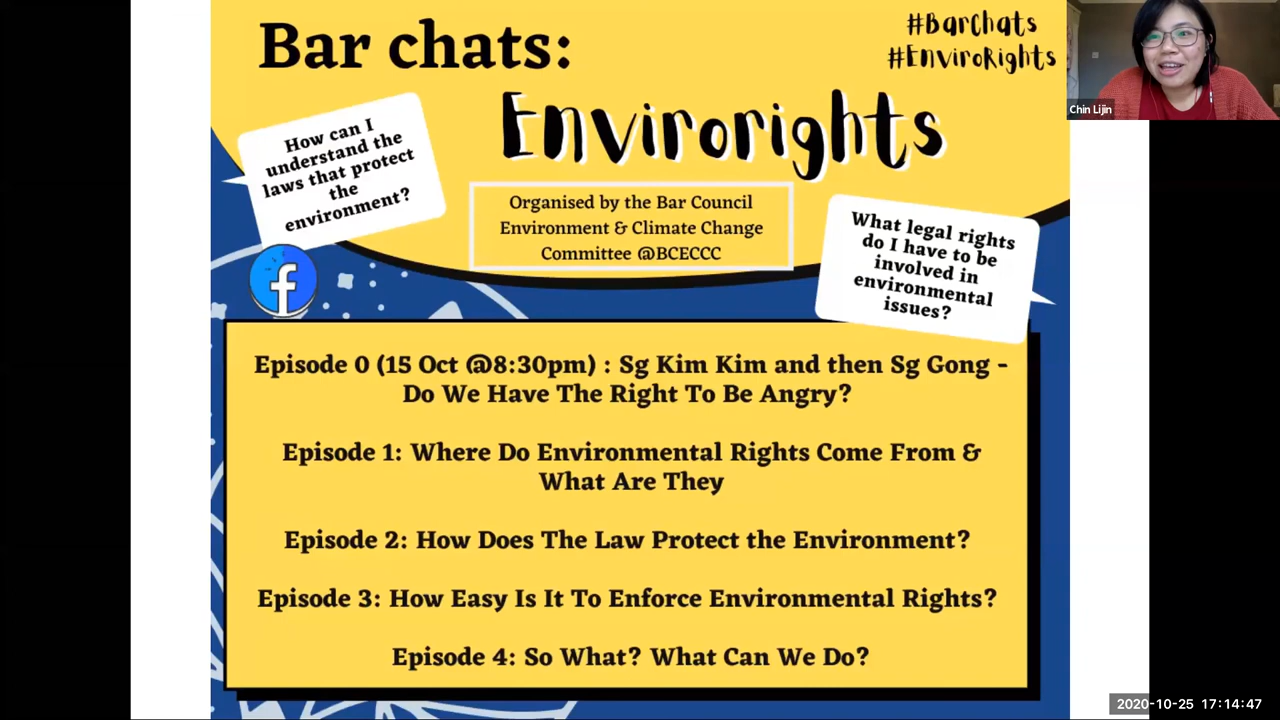 Bar chats:
#BarChats
#EnviroRights
Envirorights
How can I
understand the
laws that protect
the
environment?
Organised by the Bar Council
Environment & Climate Change
Committee @BCECCC
What legal rights
do I have to be
involved in
environmental
issues?
f
Episode 0 (15 Oct @8:30pm) : Sg Kim Kim and then Sg Gong -
Do We Have The Right To Be Angry?
Episode 1: Where Do Environmental Rights Come From &
What Are They
Episode 2: How Does The Law Protect the Environment?
Episode 3: How Easy Is It To Enforce Environmental Rights?
Episode 4: So What? What Can We Do?
Chin Lijin
2020-10-25 17:14:47